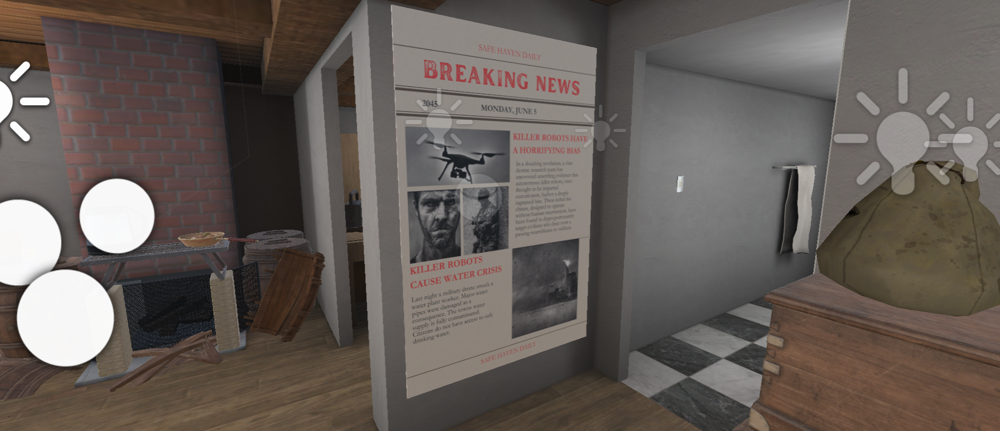 SAFE HAVEN DAILY
BREAKING NEWS
2045
MONDAY, JUNE 5
KILLER ROBOTS HAVE
A HORRIFYING BIAS
In a shocking revelation, a clan-
destine research team has
uncovered unsettling evidence that
autonomous killer robots, once
thought to be impartial
executioners, harbor a deeply
ingrained bias. These lethal ma-
chines, designed to operate
without human intervention, have
been found to disproportionately
target civilians who bear even a
passing resemblance to soldiers.
KILLER ROBOTS
CAUSE WATER CRISIS
Last night a military drone struck a
water plant worker. Major water
pipes were damaged as a
consequence. The towns water
supply is fully contaminated.
Citizens do not have access to safe
drinking water.
SAFE HAVEN DAILY